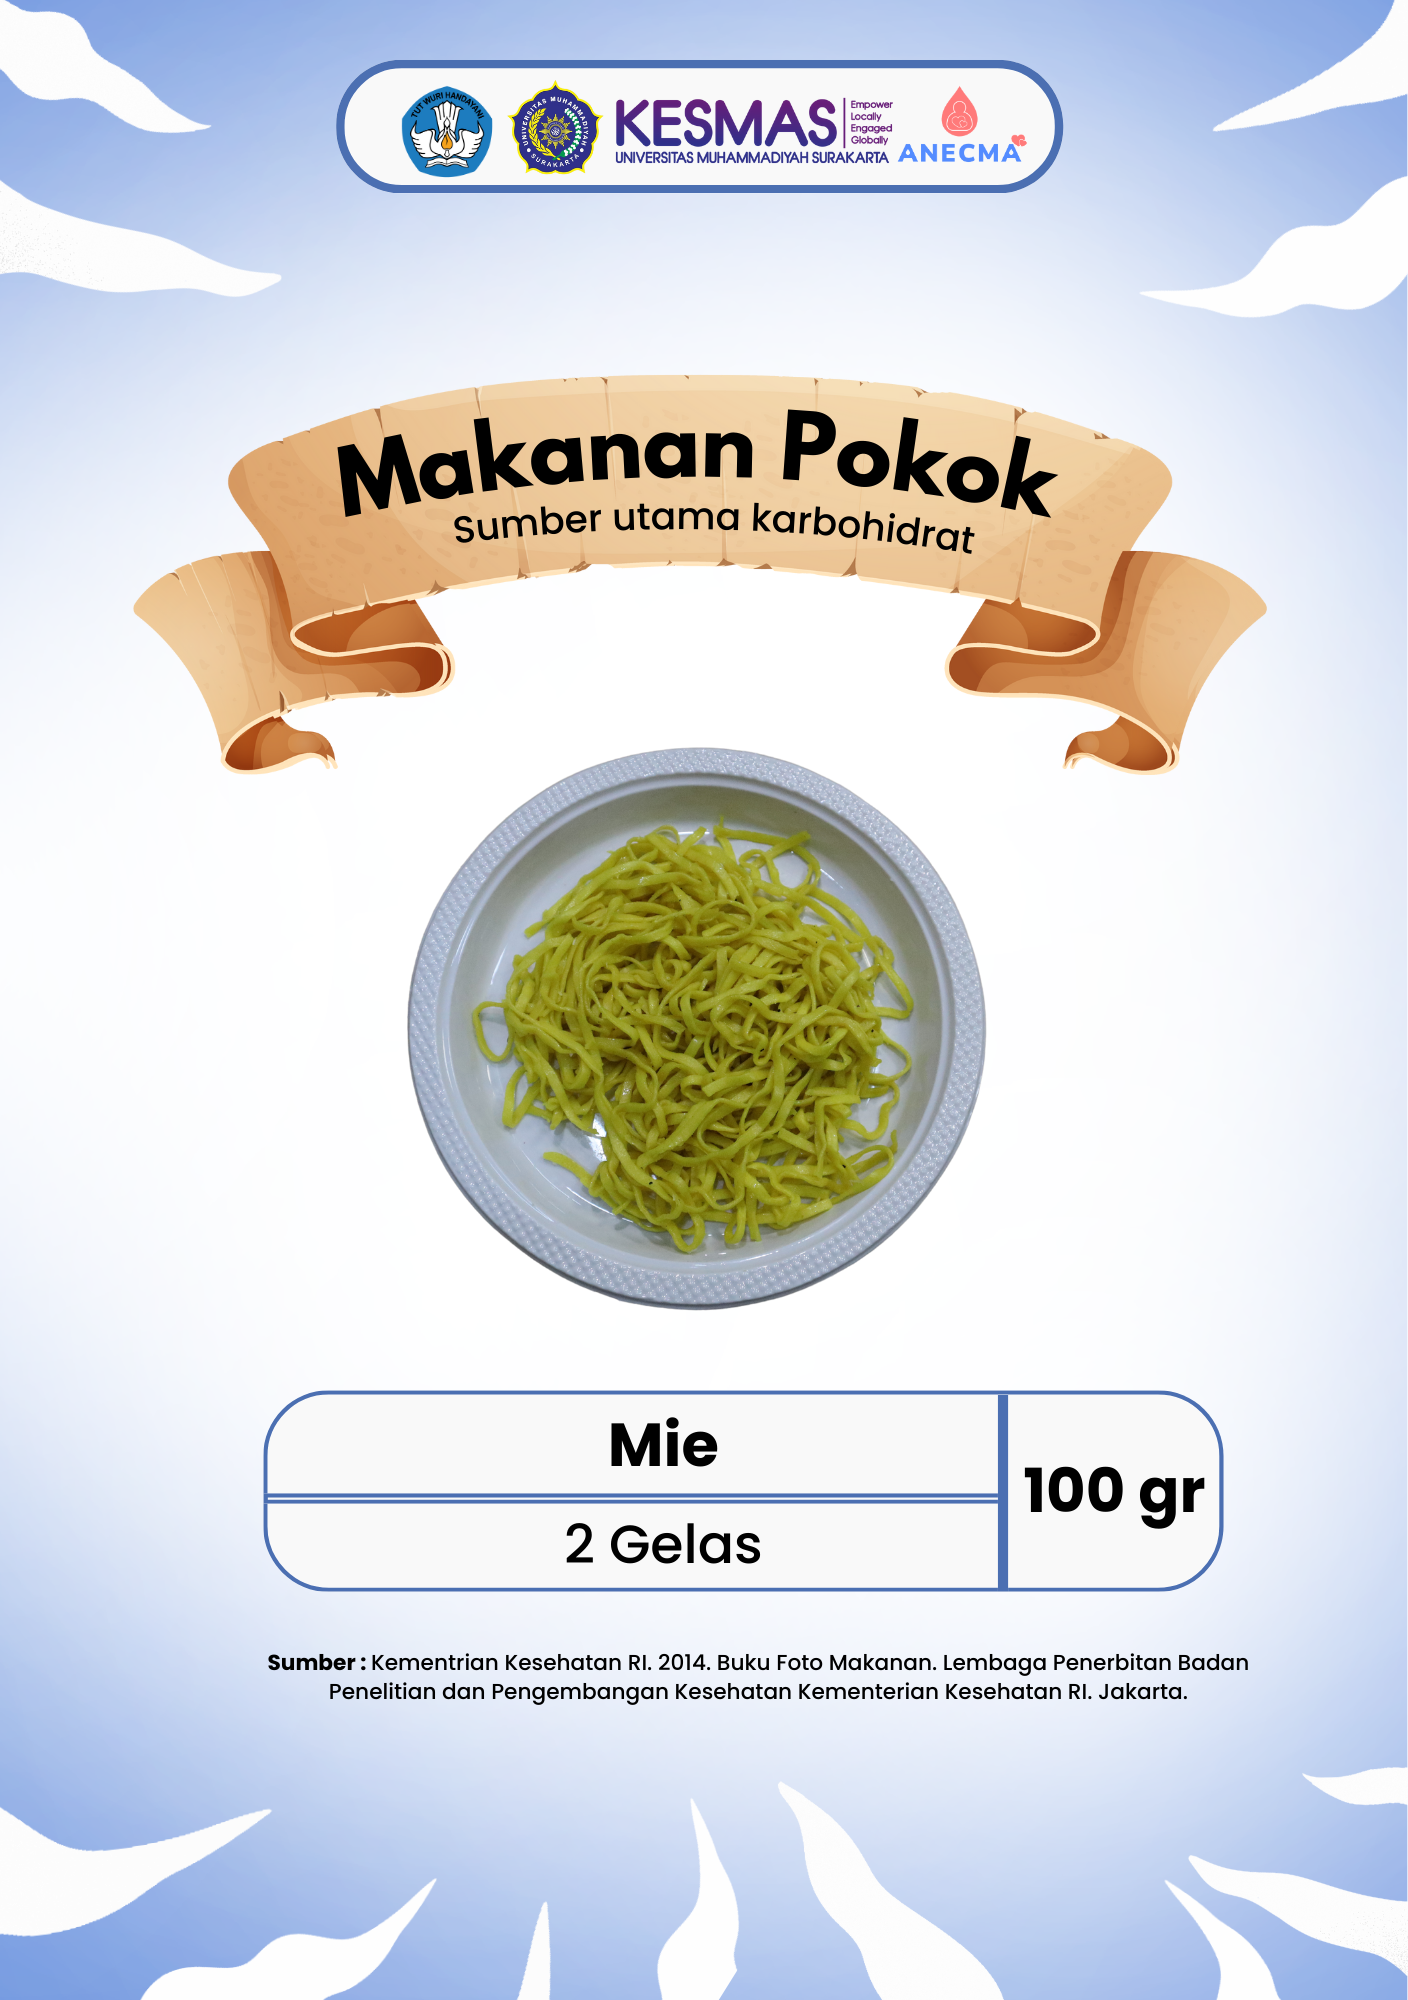 TUT WURI HANDAYANI
UNIVERSITAS MUHAMMADIYAH
SURAKARTA
KESMAS
Empower
Locally
Engaged
Globally
UNIVERSITAS MUHAMMADIYAH SURAKARTA
ANECMA
Makanan Pokok
Sumber utama karbohidrat
Mie
2 Gelas
100 gr
Sumber : Kementrian Kesehatan RI. 2014. Buku Foto Makanan. Lembaga Penerbitan Badan
Penelitian dan Pengembangan Kesehatan Kementerian Kesehatan RI. Jakarta.